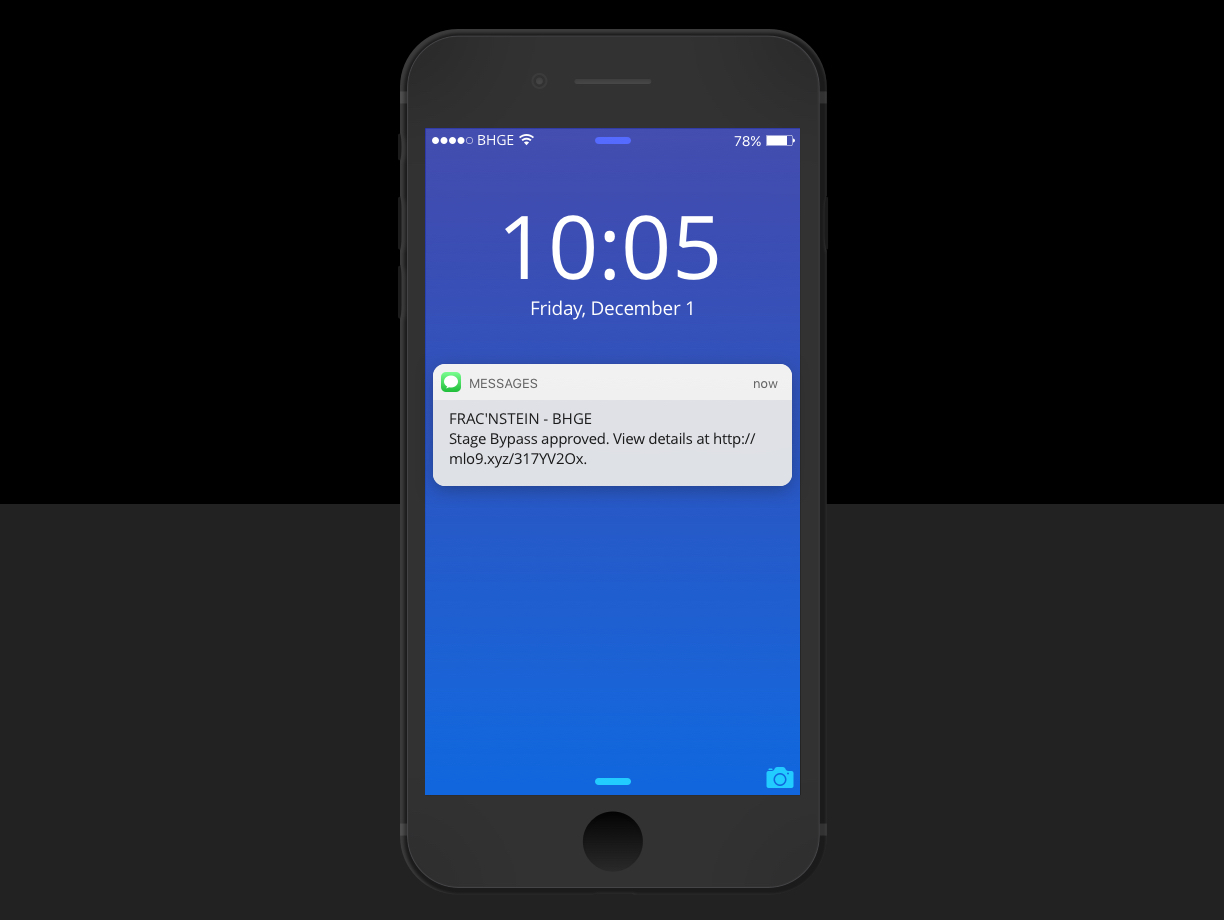 BHGE
78%
10:05
Friday, December 1
MESSAGES
now
FRAC'NSTEIN - BHGE
Stage Bypass approved. View details at http://
mlo9.xyz/317YV2Ox.